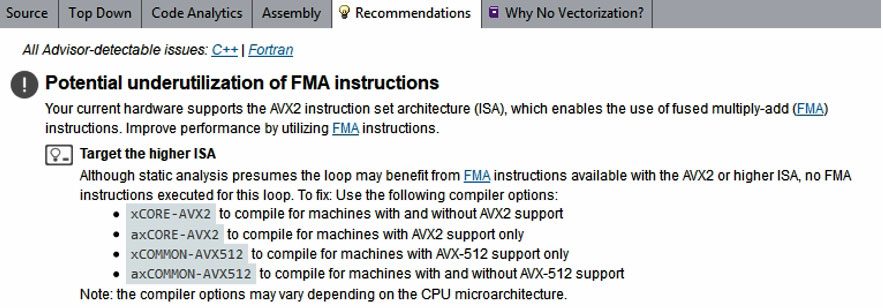 Source Top Down Code Analytics Assembly Recommendations Why No Vectorization?
All Advisor-detectable issues: C++ | Fortran
Potential underutilization of FMA instructions
Your current hardware supports the AVX2 instruction set architecture (ISA), which enables the use of fused multiply-add (FMA)
instructions. Improve performance by utilizing FMA instructions.
Target the higher ISA
Although static analysis presumes the loop may benefit from FMA instructions available with the AVX2 or higher ISA, no FMA
instructions executed for this loop. To fix: Use the following compiler options:
• xCORE-AVX2 to compile for machines with and without AVX2 support
• axCORE-AVX2 to compile for machines with AVX2 support only
• xCOMMON-AVX512 to compile for machines with AVX-512 support only
• axCOMMON-AVX512 to compile for machines with and without AVX-512 support
Note: the compiler options may vary depending on the CPU microarchitecture.